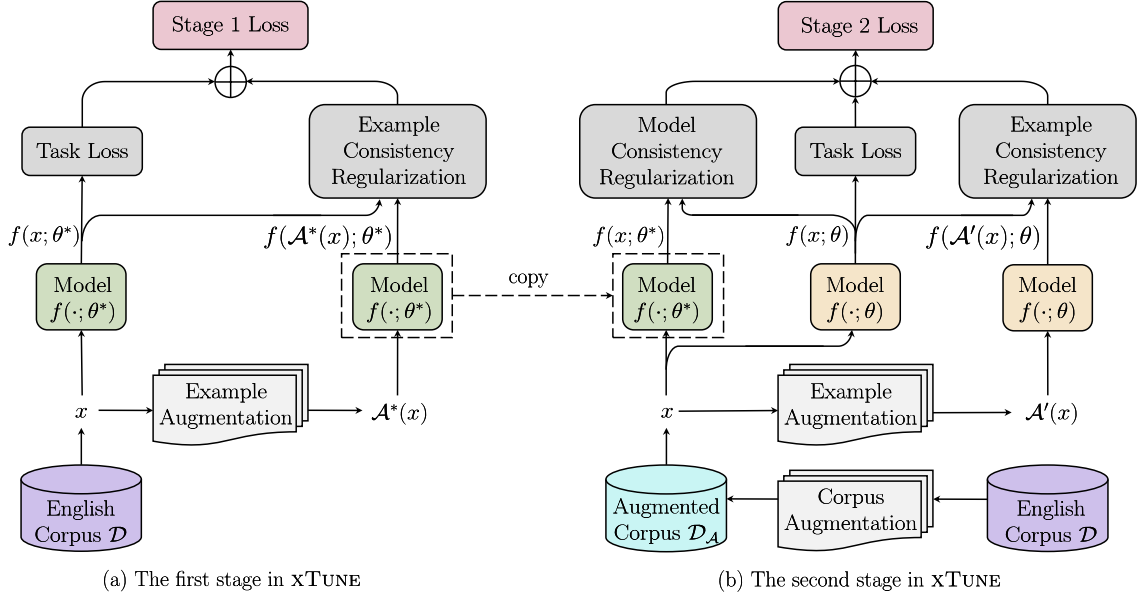 Stage 1 Loss
Task Loss
Example
Consistency
Regularization
f(x; θ*)
f(𝒜*(x); θ*)
Model
f(·; θ*)
Model
f(·; θ*)
copy
x
Example
Augmentation
𝒜*(x)
English
Corpus 𝒟
(a) The first stage in xTune
Stage 2 Loss
Model
Consistency
Regularization
Task Loss
Example
Consistency
Regularization
f(x; θ*)
f(x; θ)
f(𝒜′(x); θ)
Model
f(·; θ*)
Model
f(·; θ)
Model
f(·; θ)
x
Example
Augmentation
𝒜′(x)
Augmented
Corpus 𝒟𝒜
Corpus
Augmentation
English
Corpus 𝒟
(b) The second stage in xTune